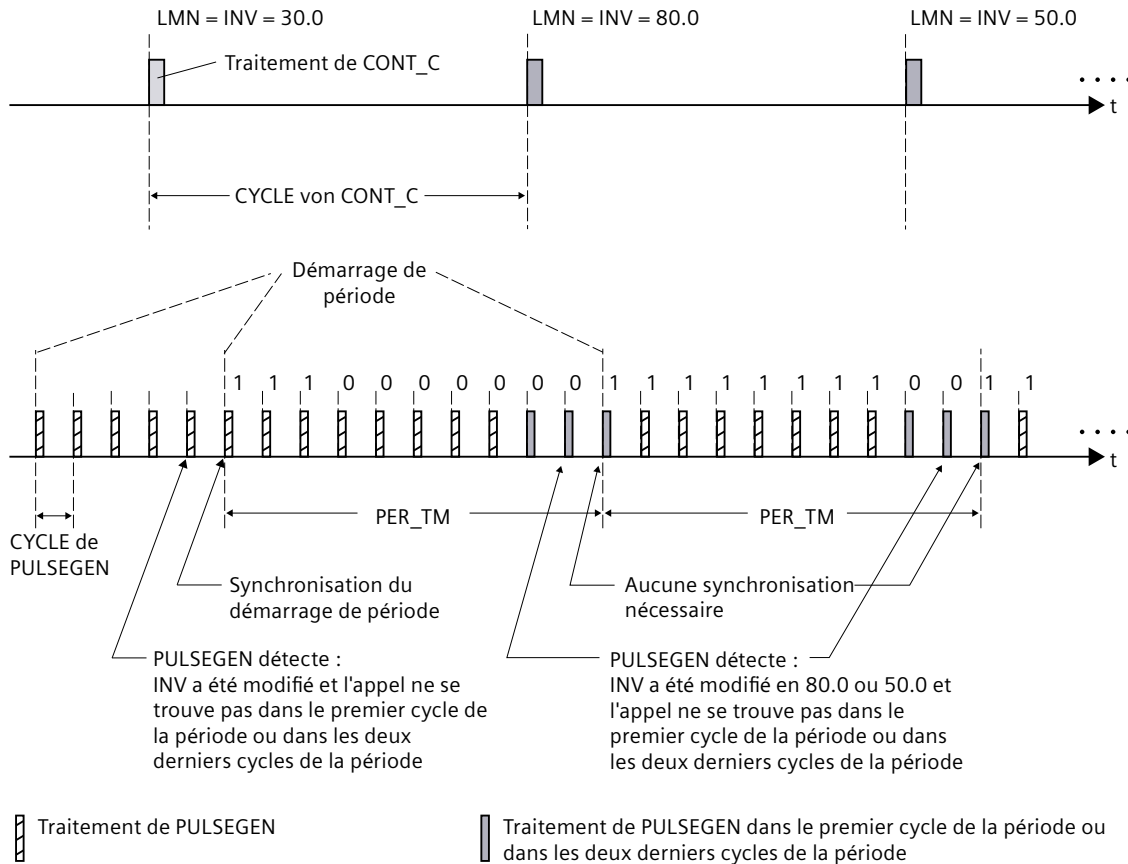 LMN = INV = 30.0
LMN = INV = 80.0
LMN = INV = 50.0
Traitement de CONT_C
. . . .
t
CYCLE von CONT_C
Démarrage de
période
1 1 1 0 0 0 0 0 0 0 1 1 1 1 1 1 1 1 0 0 1 1
. . . .
t
CYCLE de
PULSEGEN
PER_TM
PER_TM
Synchronisation du
démarrage de période
Aucune synchronisation
nécessaire
PULSEGEN détecte :
INV a été modifié et l'appel ne se
trouve pas dans le premier cycle de
la période ou dans les deux
derniers cycles de la période
PULSEGEN détecte :
INV a été modifié en 80.0 ou 50.0 et
l'appel ne se trouve pas dans le
premier cycle de la période ou dans
les deux derniers cycles de la période
Traitement de PULSEGEN
Traitement de PULSEGEN dans le premier cycle de la période ou
dans les deux derniers cycles de la période